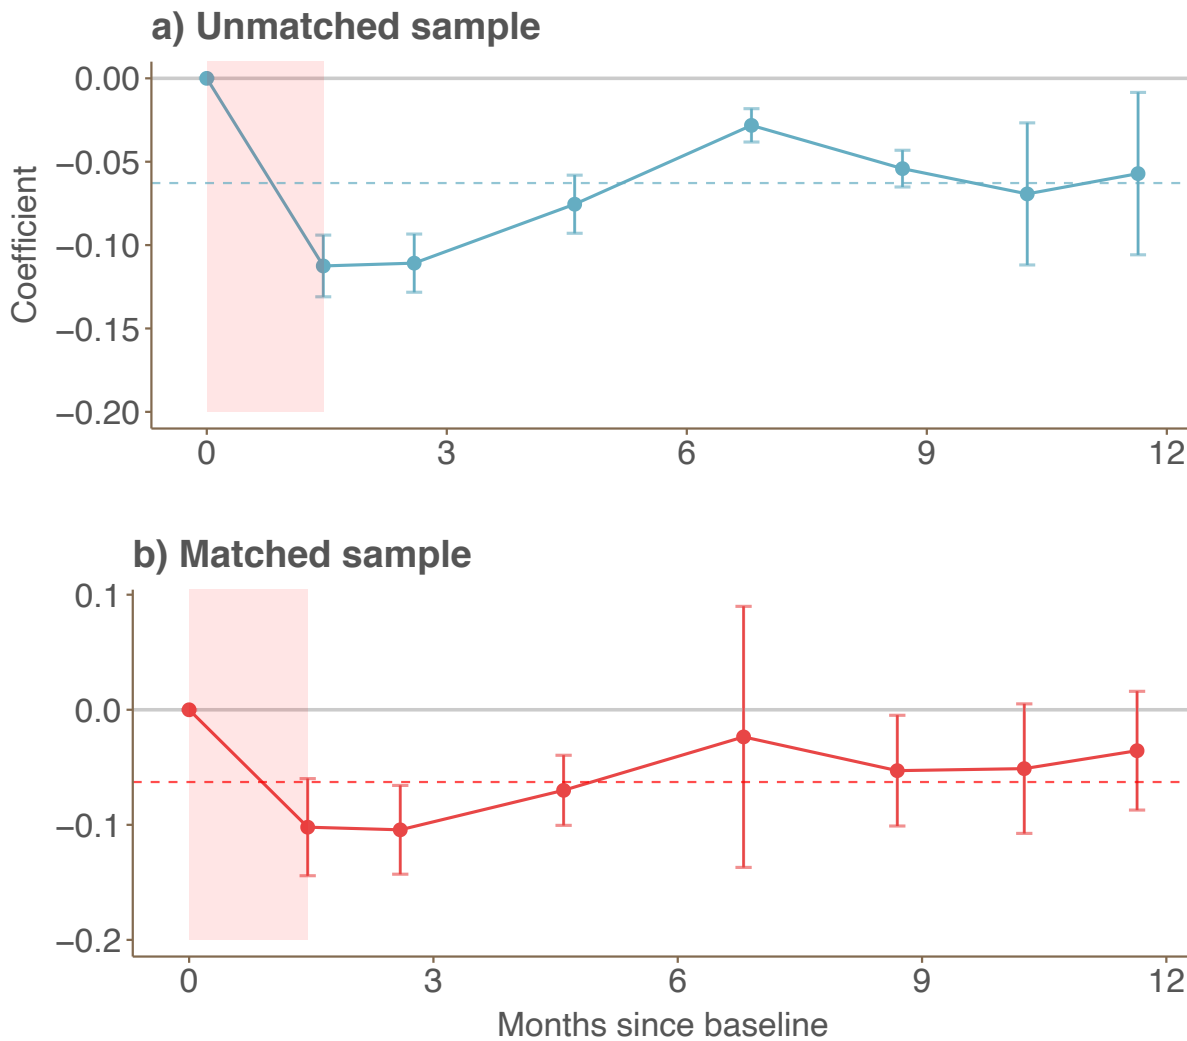 a) Unmatched sample
0.00
−0.05
−0.10
−0.15
−0.20
Coefficient
0 3 6 9 12
b) Matched sample
0.1
0.0
−0.1
−0.2
0 3 6 9 12
Months since baseline